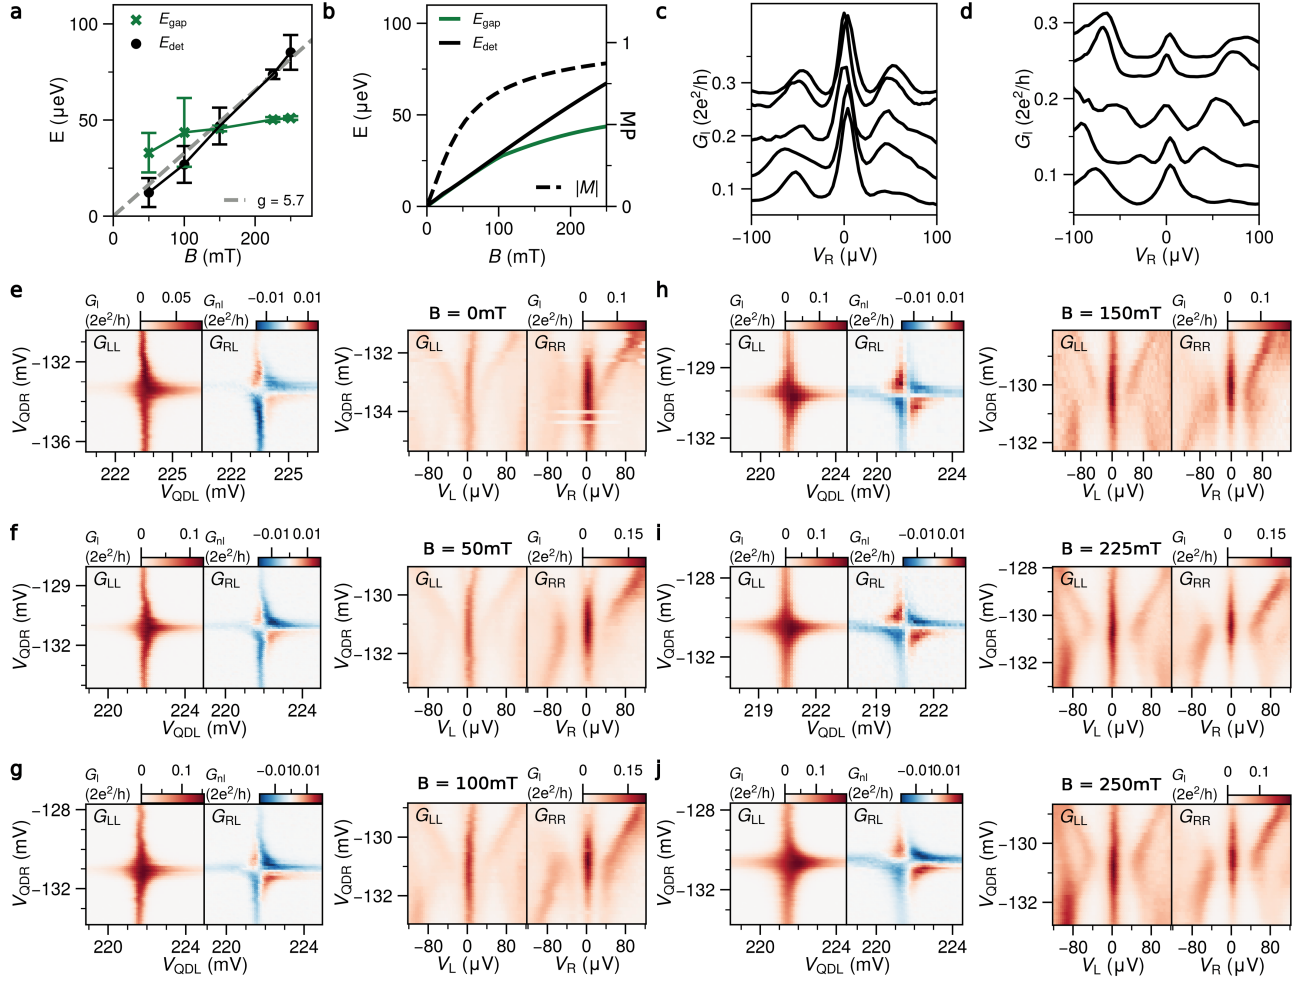 a
E (µeV)
100
50
0
E_gap
E_det
g = 5.7
0
100
200
B (mT)
b
E (µeV)
100
50
0
E_gap
E_det
|M|
1
0
MP
0
100
200
B (mT)
c
G_l (2e²/h)
0.3
0.2
0.1
−100
0
100
V_R (µV)
d
0.3
0.2
0.1
G_l (2e²/h)
−100
0
100
V_R (µV)
e
G_l (2e²/h)
0 0.05
G_nl (2e²/h)
−0.01 0.01
G_LL
G_RL
V_QDR (mV)
−132
−136
222 225
222 225
V_QDL (mV)
B = 0mT
G_l (2e²/h)
0 0.1
G_LL
G_RR
V_QDR (mV)
−132
−134
−80 0 80
−80 0 80
V_L (µV)
V_R (µV)
h
G_l (2e²/h)
0 0.1
G_nl (2e²/h)
−0.01 0.01
G_LL
G_RL
V_QDR (mV)
−129
−132
220 224
220 224
V_QDL (mV)
B = 150mT
G_l (2e²/h)
0 0.1
G_LL
G_RR
V_QDR (mV)
−130
−132
−80 0 80
−80 0 80
V_L (µV)
V_R (µV)
f
G_l (2e²/h)
0 0.1
G_nl (2e²/h)
−0.01 0.01
G_LL
G_RL
V_QDR (mV)
−129
−132
220 224
220 224
V_QDL (mV)
B = 50mT
G_l (2e²/h)
0 0.15
G_LL
G_RR
V_QDR (mV)
−130
−132
−80 0 80
−80 0 80
V_L (µV)
V_R (µV)
i
G_l (2e²/h)
0 0.1
G_nl (2e²/h)
−0.01 0.01
G_LL
G_RL
V_QDR (mV)
−128
−132
219 222
219 222
V_QDL (mV)
B = 225mT
G_l (2e²/h)
0 0.15
G_LL
G_RR
V_QDR (mV)
−128
−130
−132
−80 0 80
−80 0 80
V_L (µV)
V_R (µV)
g
G_l (2e²/h)
0 0.1
G_nl (2e²/h)
−0.01 0.01
G_LL
G_RL
V_QDR (mV)
−128
−132
220 224
220 224
V_QDL (mV)
B = 100mT
G_l (2e²/h)
0 0.15
G_LL
G_RR
V_QDR (mV)
−130
−132
−80 0 80
−80 0 80
V_L (µV)
V_R (µV)
j
G_l (2e²/h)
0 0.1
G_nl (2e²/h)
−0.01 0.01
G_LL
G_RL
V_QDR (mV)
−128
−132
220 224
220 224
V_QDL (mV)
B = 250mT
G_l (2e²/h)
0 0.1
G_LL
G_RR
V_QDR (mV)
−130
−132
−80 0 80
−80 0 80
V_L (µV)
V_R (µV)